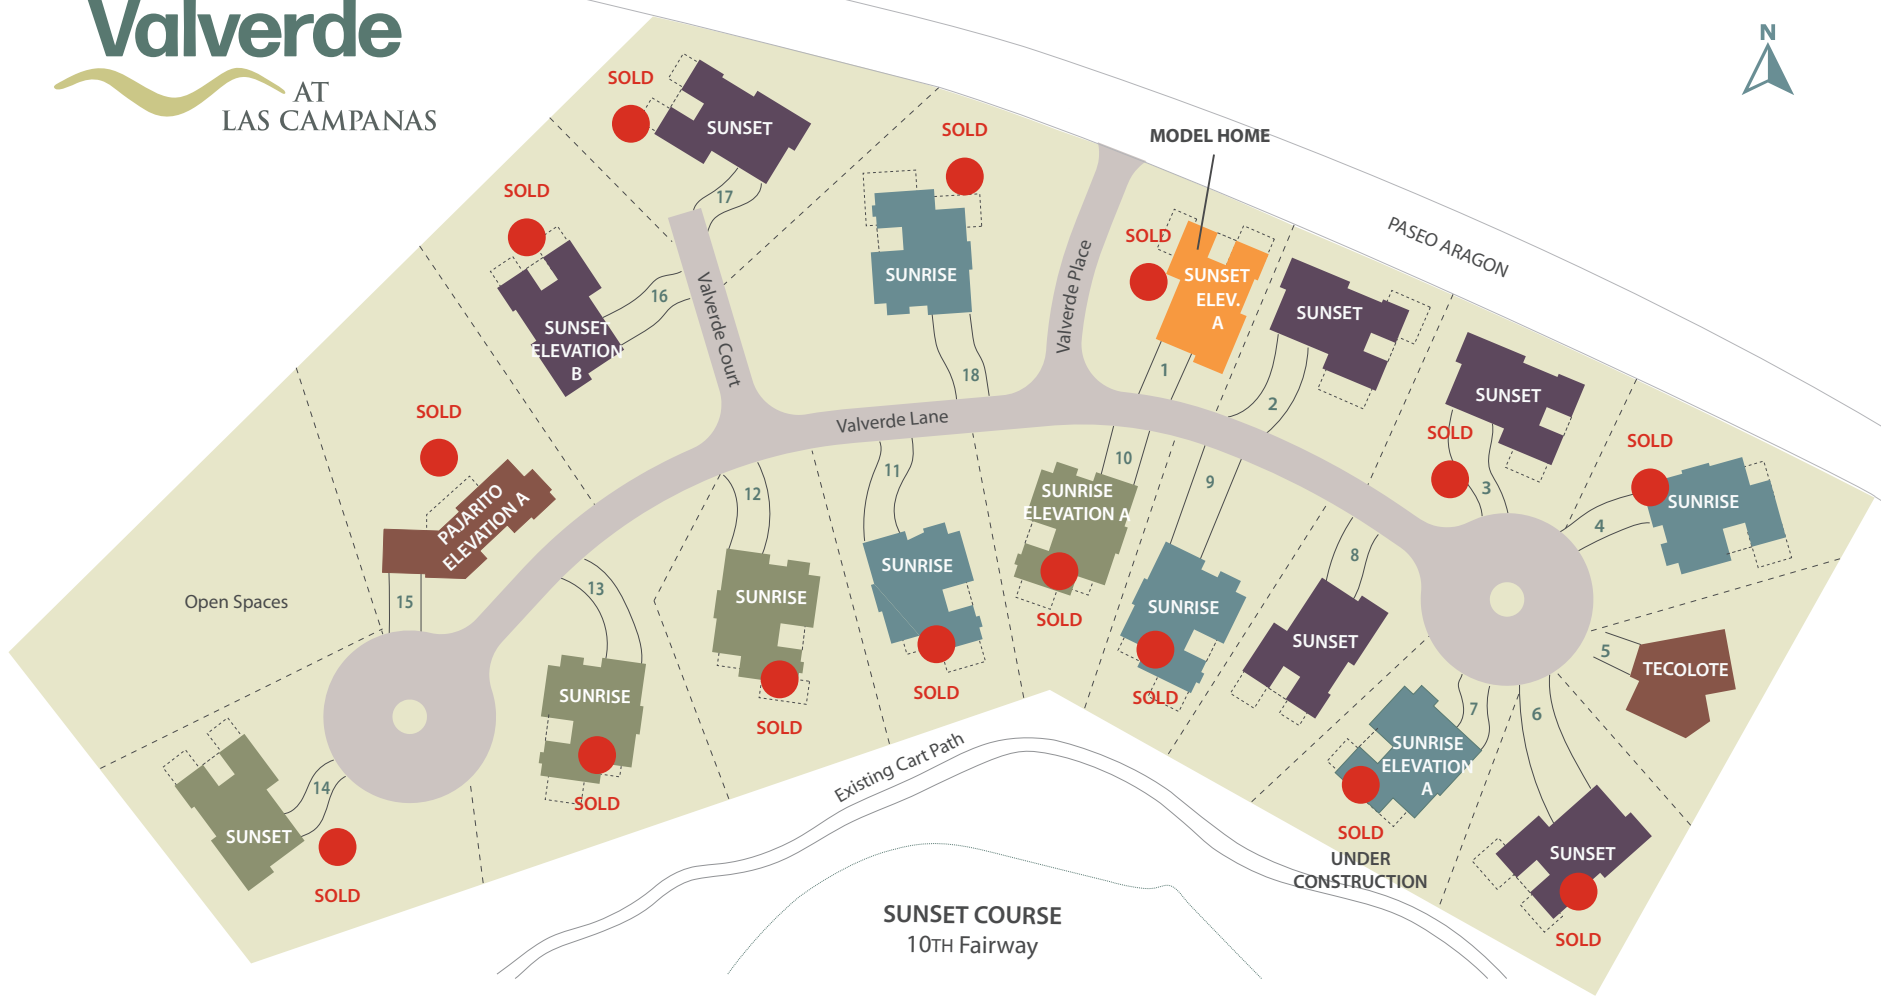 Valverde
AT
LAS CAMPANAS
N
SOLD
SUNSET
17
SOLD
SUNSET
ELEVATION
B
16
Valverde Court
SOLD
SUNRISE
18
Valverde Place
MODEL HOME
SOLD
SUNSET
ELEV.
A
1
PASEO ARAGON
SUNSET
2
SUNSET
SOLD
3
SOLD
SUNRISE
4
Valverde Lane
SOLD
PAJARITO
ELEVATION A
15
Open Spaces
12
SUNRISE
SOLD
11
SUNRISE
SOLD
10
SUNRISE
ELEVATION A
SOLD
9
SUNRISE
SOLD
8
SUNSET
5
TECOLOTE
13
SUNRISE
SOLD
14
SUNSET
SOLD
7
SUNRISE
ELEVATION
A
SOLD
UNDER
CONSTRUCTION
6
SUNSET
SOLD
Existing Cart Path
SUNSET COURSE
10TH Fairway